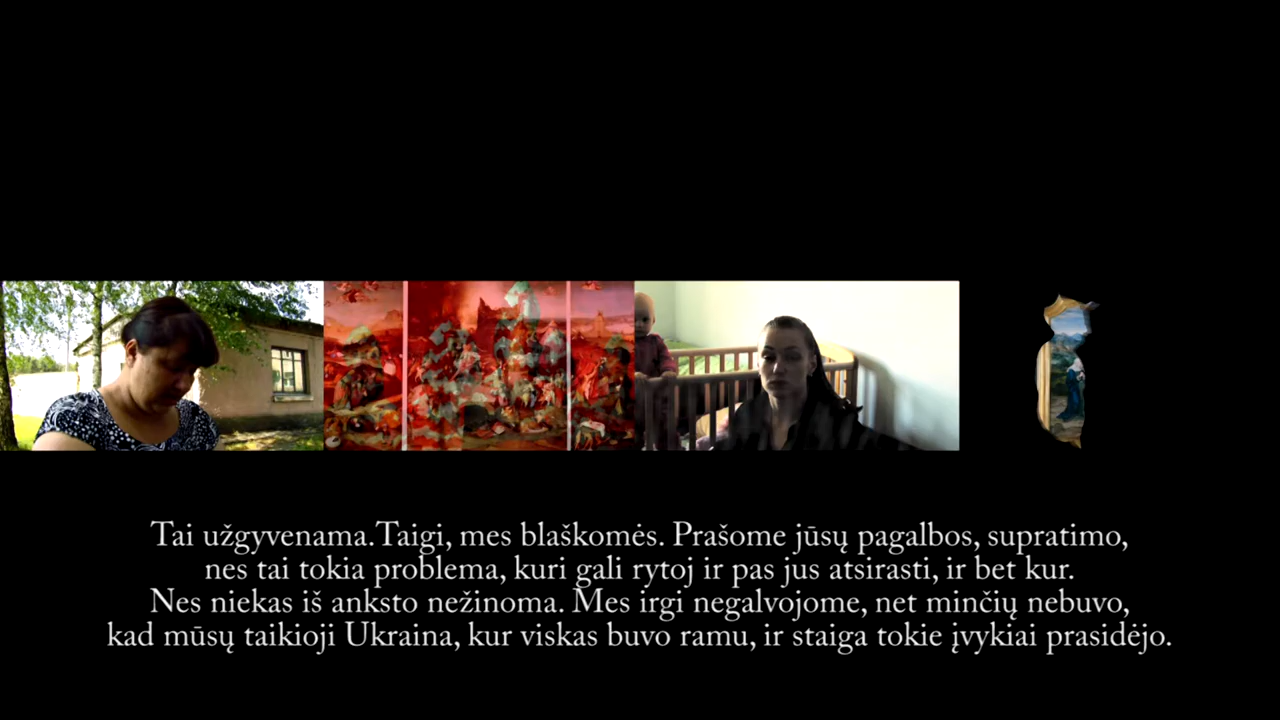 Tai užgyvenama.Taigi, mes blaškomės. Prašome jūsų pagalbos, supratimo,
nes tai tokia problema, kuri gali rytoj ir pas jus atsirasti, ir bet kur.
Nes niekas iš anksto nežinoma. Mes irgi negalvojome, net minčių nebuvo,
kad mūsų taikioji Ukraina, kur viskas buvo ramu, ir staiga tokie įvykiai prasidėjo.